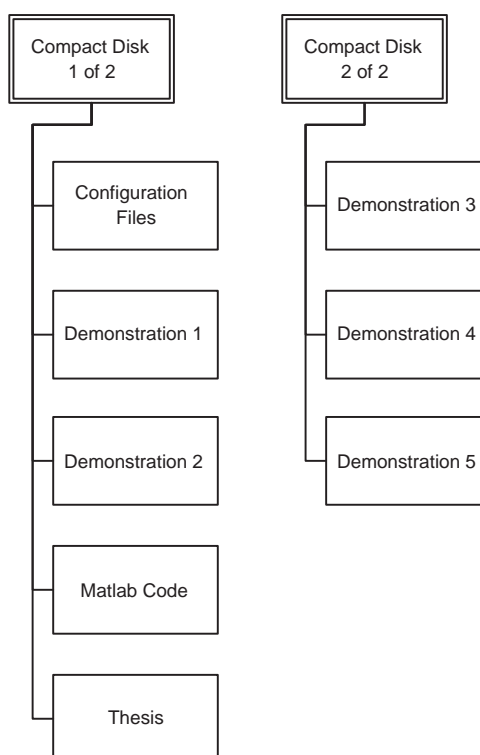 Compact Disk
1 of 2
Configuration
Files
Demonstration 1
Demonstration 2
Matlab Code
Thesis
Compact Disk
2 of 2
Demonstration 3
Demonstration 4
Demonstration 5